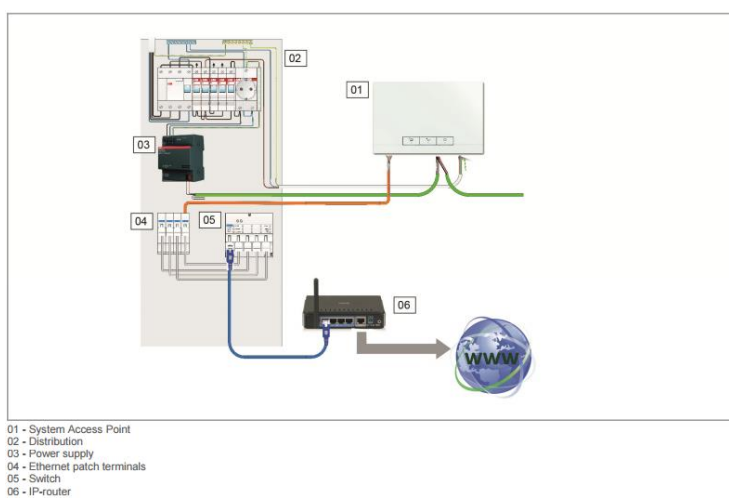 02
01
03
04
05
06
WWW
01 - System Access Point
02 - Distribution
03 - Power supply
04 - Ethernet patch terminals
05 - Switch
06 - IP-router